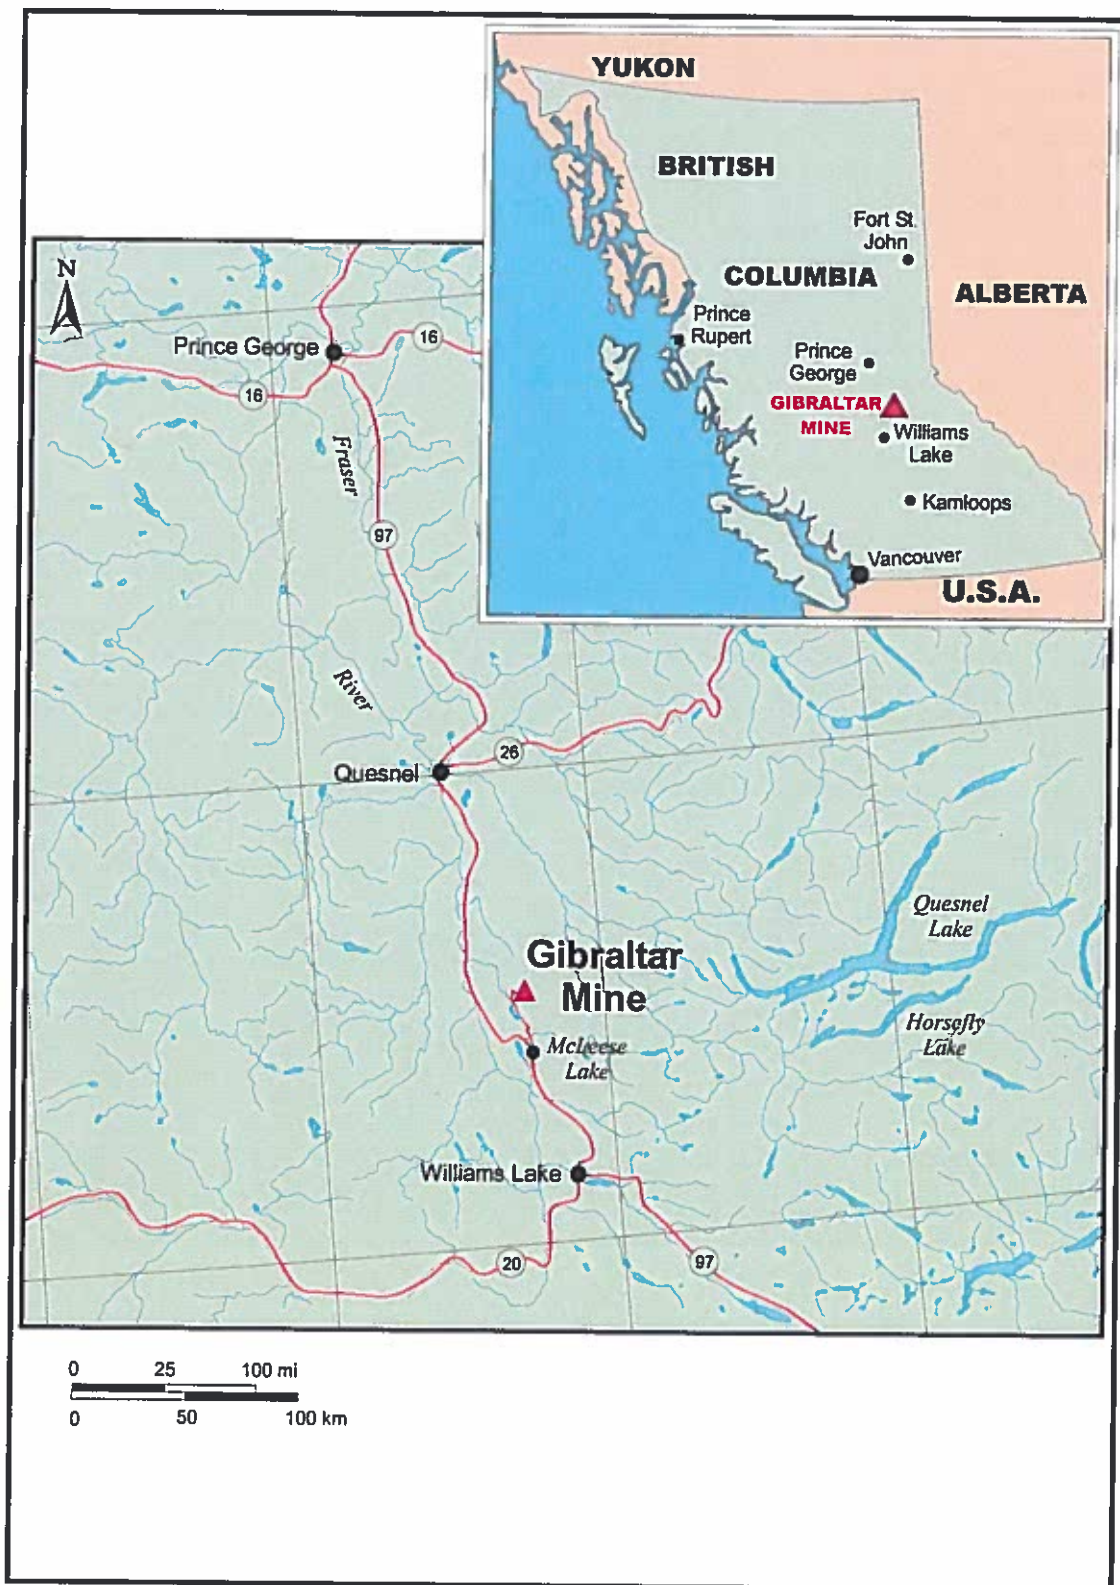 YUKON
BRITISH
COLUMBIA
ALBERTA
Fort St.
John
Prince
Rupert
Prince
George
GIBRALTAR
MINE
Williams
Lake
Kamloops
Vancouver
U.S.A.
N
Prince George
16
16
Fraser
97
River
26
Quesnel
Quesnel
Lake
Gibraltar
Mine
Horsefly
Lake
McLeese
Lake
Williams Lake
20
97
0 25 100 mi
0 50 100 km